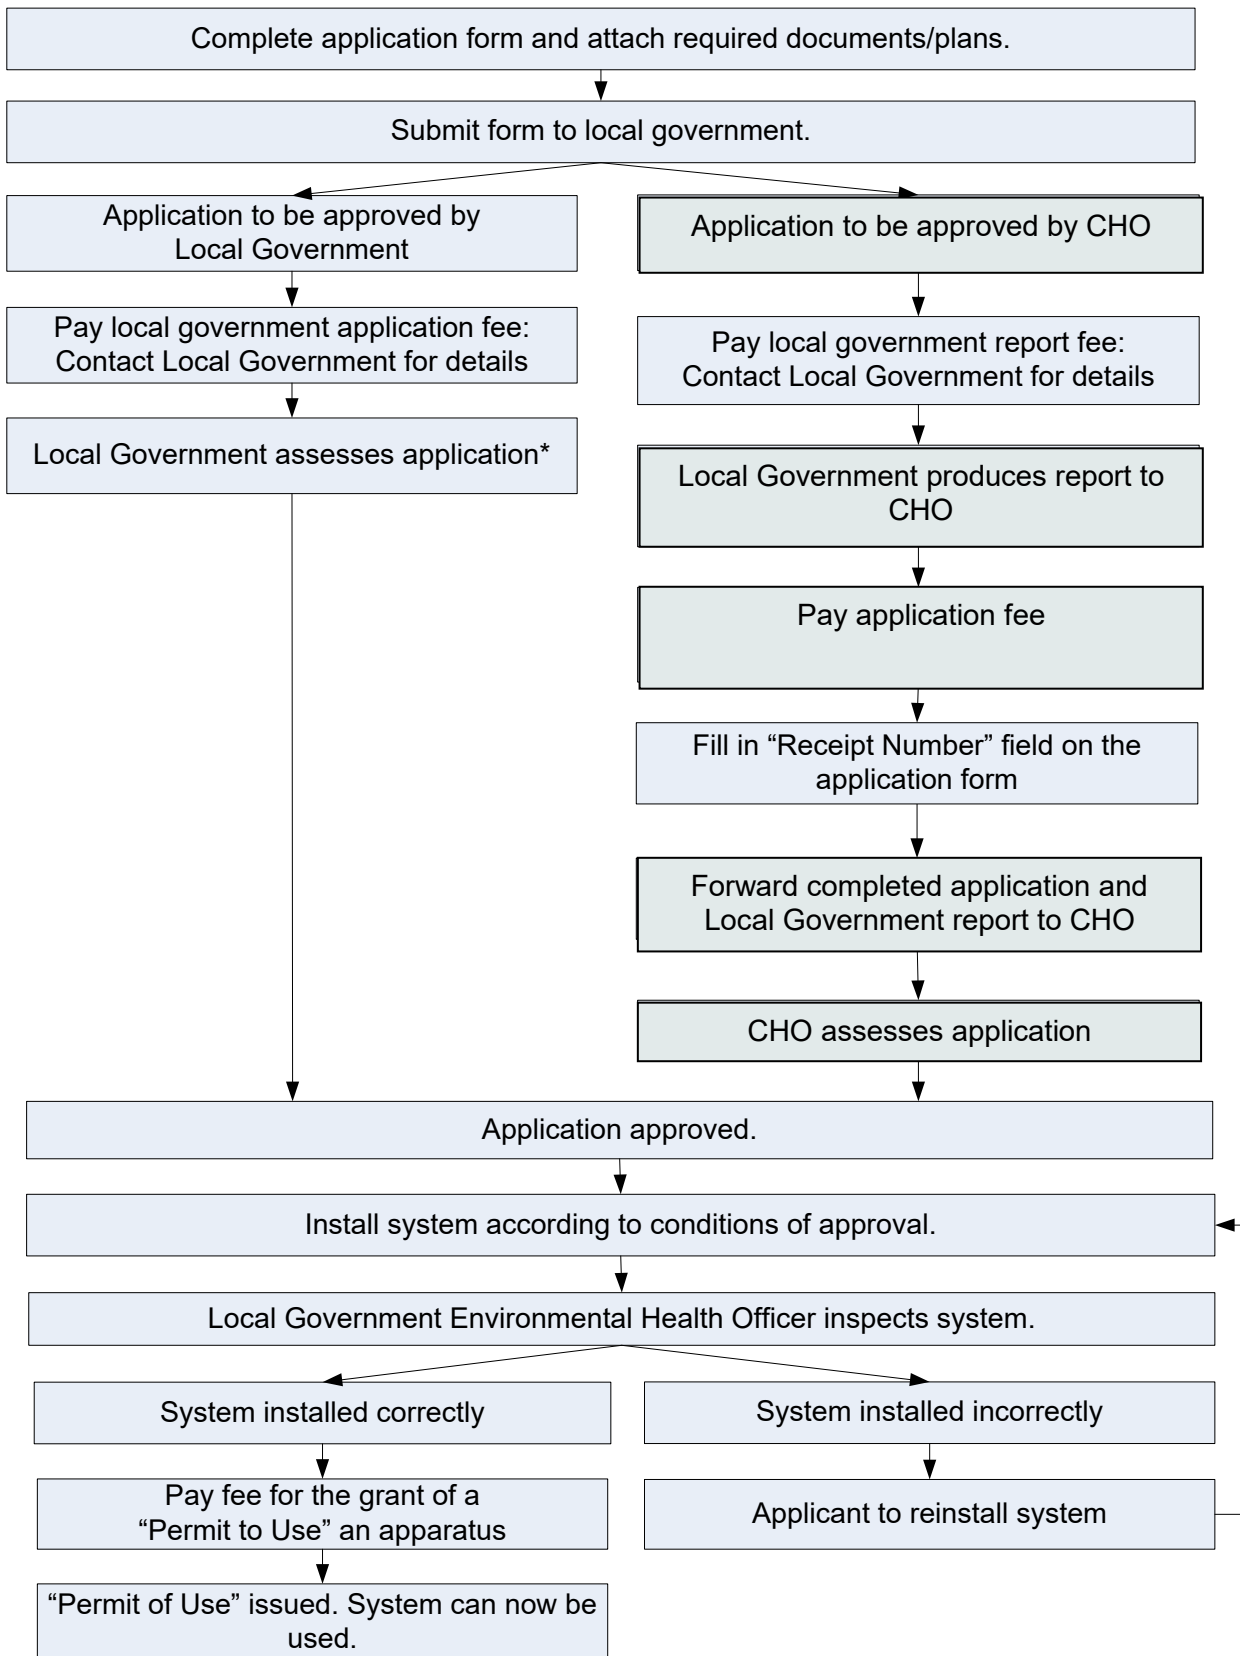 Complete application form and attach required documents/plans.
Submit form to local government.
Application to be approved by
Local Government
Pay local government application fee:
Contact Local Government for details
Local Government assesses application*
Application to be approved by CHO
Pay local government report fee:
Contact Local Government for details
Local Government produces report to
CHO
Pay application fee
Fill in “Receipt Number” field on the
application form
Forward completed application and
Local Government report to CHO
CHO assesses application
Application approved.
Install system according to conditions of approval.
Local Government Environmental Health Officer inspects system.
System installed correctly
Pay fee for the grant of a
“Permit to Use” an apparatus
“Permit of Use” issued. System can now be
used.
System installed incorrectly
Applicant to reinstall system